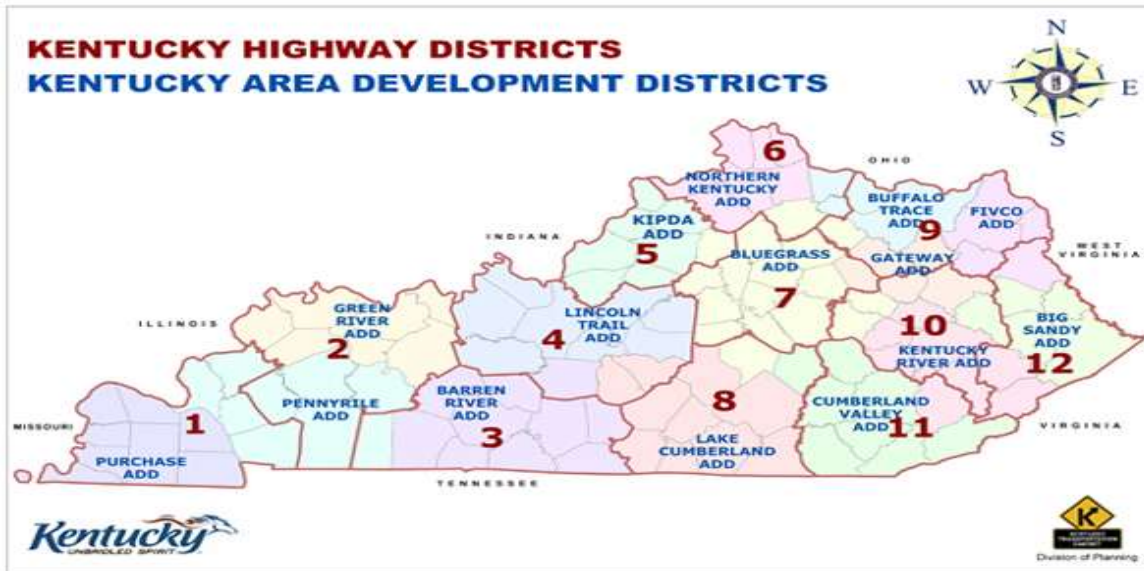 KENTUCKY HIGHWAY DISTRICTS
KENTUCKY AREA DEVELOPMENT DISTRICTS
N
W
E
S
6
OHIO
NORTHERN
KENTUCKY
ADD
BUFFALO
TRACE
ADD
9
FIVCO
ADD
KIPDA
ADD
5
INDIANA
WEST
VIRGINIA
BLUEGRASS
ADD
7
GATEWAY
ADD
GREEN
RIVER
ADD
2
ILLINOIS
LINCOLN
TRAIL
ADD
4
10
KENTUCKY
RIVER ADD
BIG
SANDY
ADD
12
PENNYRILE
ADD
BARREN
RIVER
ADD
3
8
LAKE
CUMBERLAND
ADD
CUMBERLAND
VALLEY
ADD
11
VIRGINIA
MISSOURI
1
PURCHASE
ADD
TENNESSEE
Kentucky
UNBRIDLED SPIRIT
KENTUCKY
TRANSPORTATION
CABINET
Division of Planning